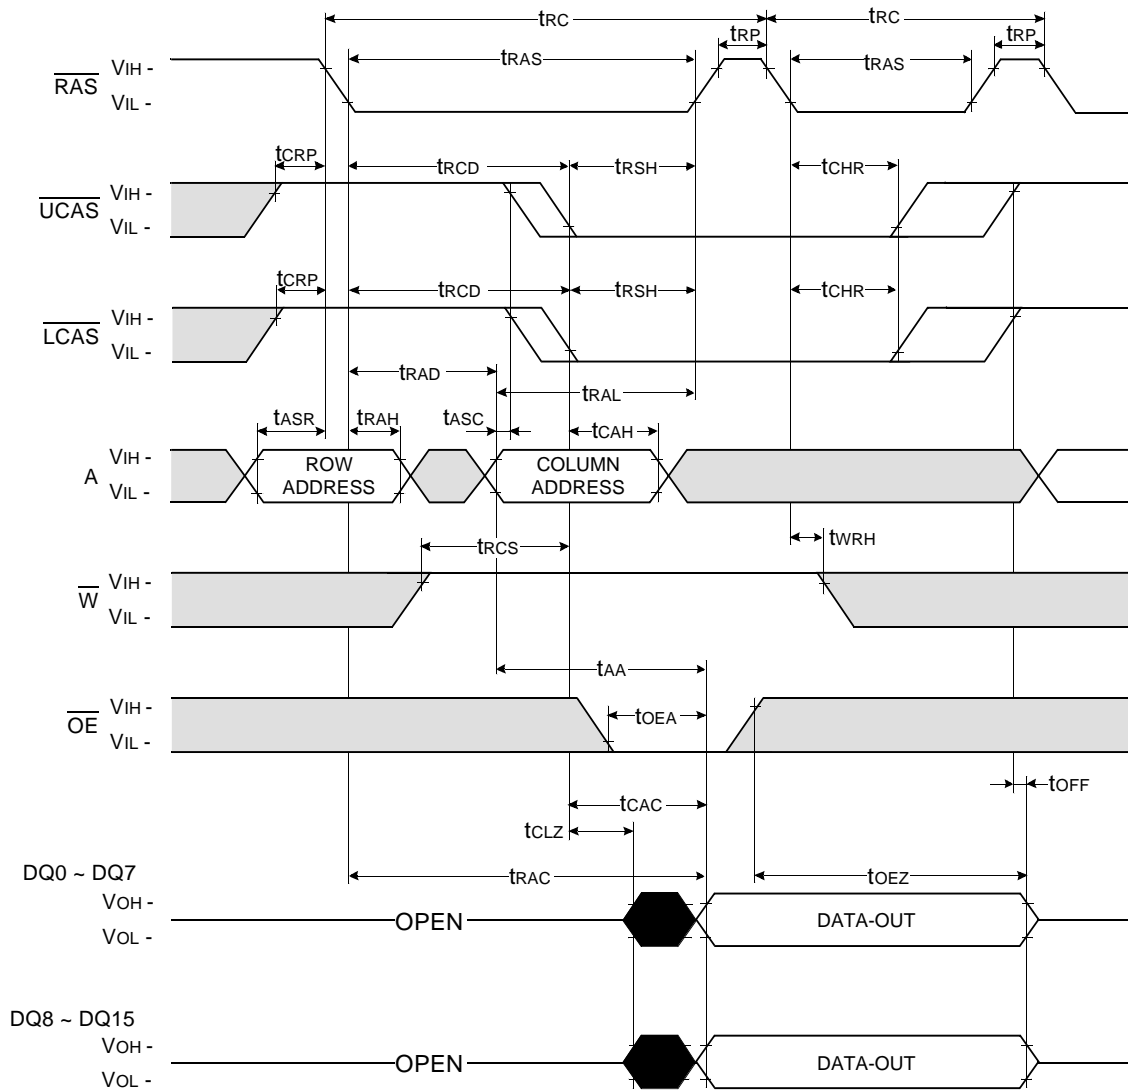 tRC tRC
tRP tRP
tRAS tRAS
RAS VIH -
VIL -
tCRP tRCD tRSH tCHR
UCAS VIH -
VIL -
tCRP tRCD tRSH tCHR
LCAS VIH -
VIL -
tRAD tRAL
tASR tRAH tASC tCAH
A VIH -
VIL -
ROW
ADDRESS
COLUMN
ADDRESS
tRCS tWRH
W VIH -
VIL -
tAA
OE VIH -
VIL -
tOEA
tOFF
tCAC
tCLZ
tRAC tOEZ
DQ0 ~ DQ7
VOH -
VOL -
OPEN DATA-OUT
DQ8 ~ DQ15
VOH -
VOL -
OPEN DATA-OUT